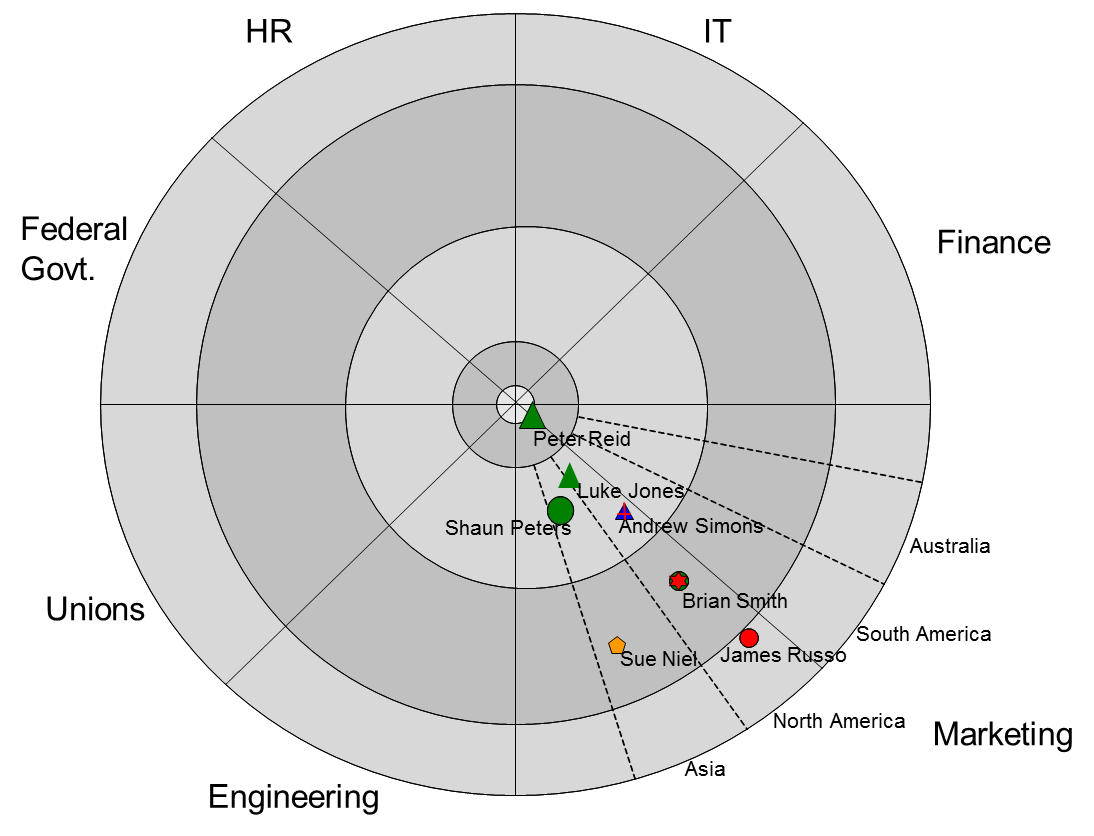 HR
IT
Federal
Govt.
Finance
Peter Reid
Luke Jones
Shaun Peters
Andrew Simons
Australia
Brian Smith
Unions
South America
James Russo
Sue Niel
North America
Marketing
Asia
Engineering